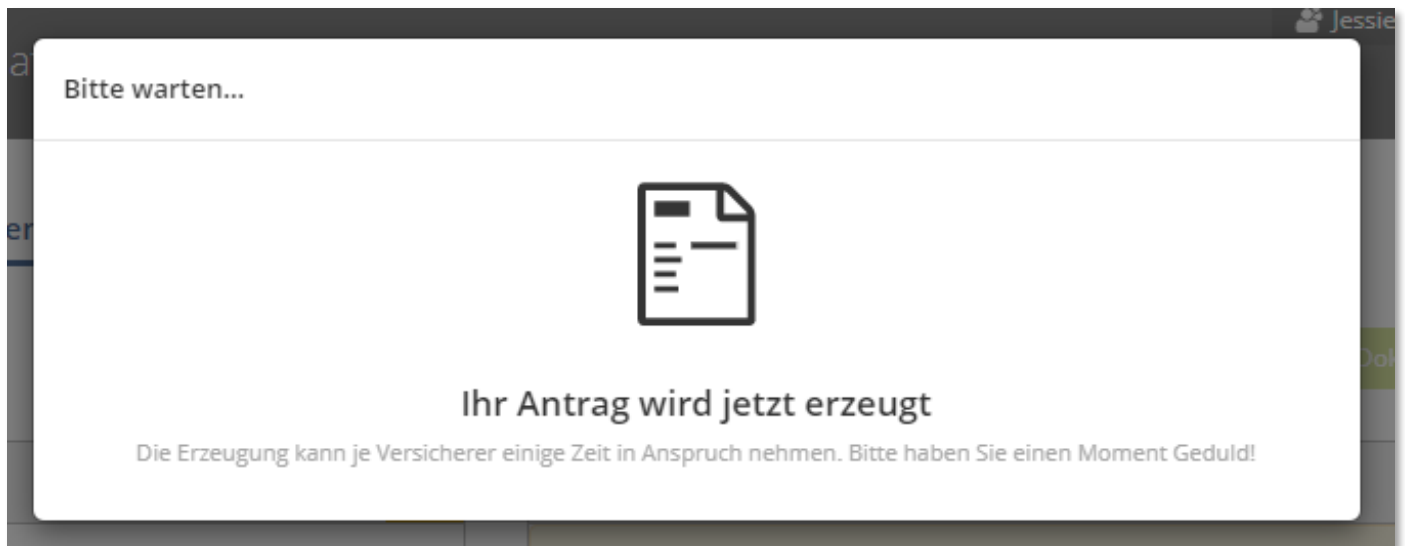 Jessie
Bitte warten...
Ihr Antrag wird jetzt erzeugt
Die Erzeugung kann je Versicherer einige Zeit in Anspruch nehmen. Bitte haben Sie einen Moment Geduld!